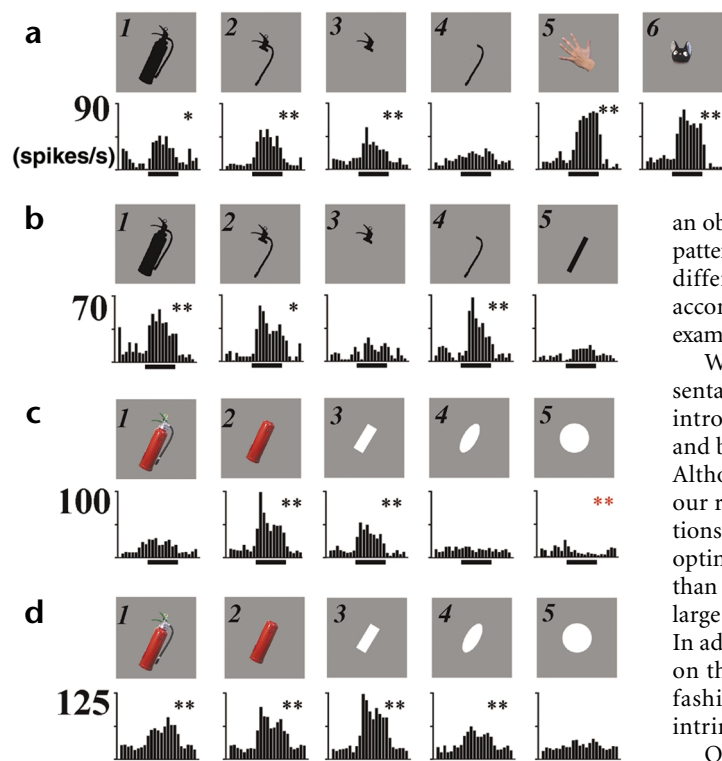 a
1 2 3 4 5 6
90
(spikes/s)
* ** ** ** **
b
1 2 3 4 5
70
** * **
c
1 2 3 4 5
100
** ** **
d
1 2 3 4 5
125
** ** ** **
an ob
patter
differ
accor
exam
W
senta
introc
and b
Altho
our r
tions
optin
than
large
In ad
on th
fashi
intrin
O